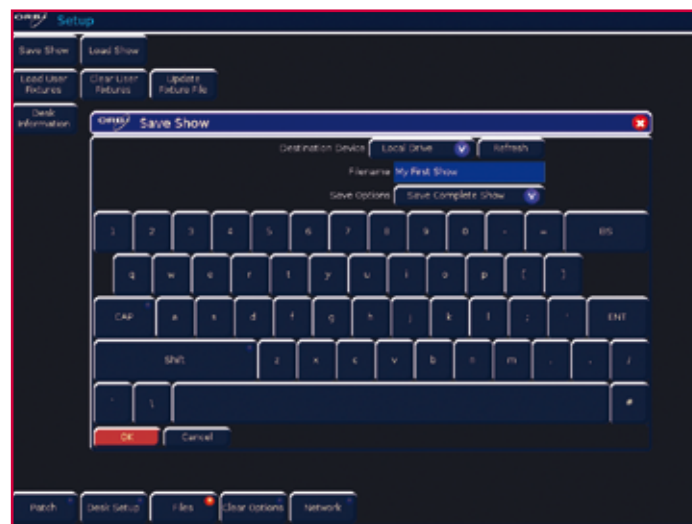 ORB Setup
Save Show Load Show
Load User Fixtures Clear User Fixtures Update Fixture File
Desk Information
ORB Save Show
Destination Device Local Drive Refresh
Filename My First Show
Save Options Save Complete Show
1 2 3 4 5 6 7 8 9 0 - = BS
q w e r t y u i o p [ ]
CAP a s d f g h j k l ; ' ENT
Shift z x c v b n m , . /
\ #
OK Cancel
Patch Desk Setup Files Clear Options Network